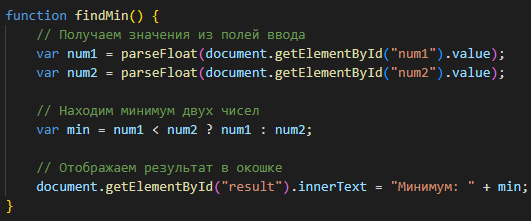 function findMin() {
// Получаем значения из полей ввода
var num1 = parseFloat(document.getElementById("num1").value);
var num2 = parseFloat(document.getElementById("num2").value);
// Находим минимум двух чисел
var min = num1 < num2 ? num1 : num2;
// Отображаем результат в окошке
document.getElementById("result").innerText = "Минимум: " + min;
}